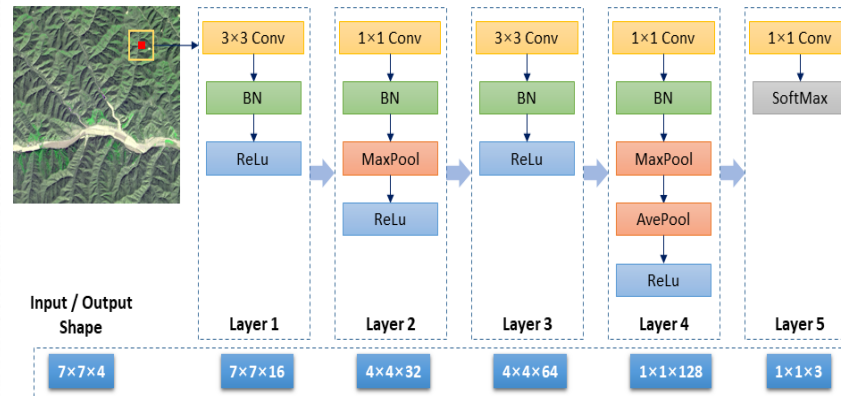 3×3 Conv
BN
ReLu
1×1 Conv
BN
MaxPool
ReLu
3×3 Conv
BN
ReLu
1×1 Conv
BN
MaxPool
AvePool
ReLu
1×1 Conv
SoftMax
Input / Output
Shape
Layer 1
Layer 2
Layer 3
Layer 4
Layer 5
7×7×4
7×7×16
4×4×32
4×4×64
1×1×128
1×1×3